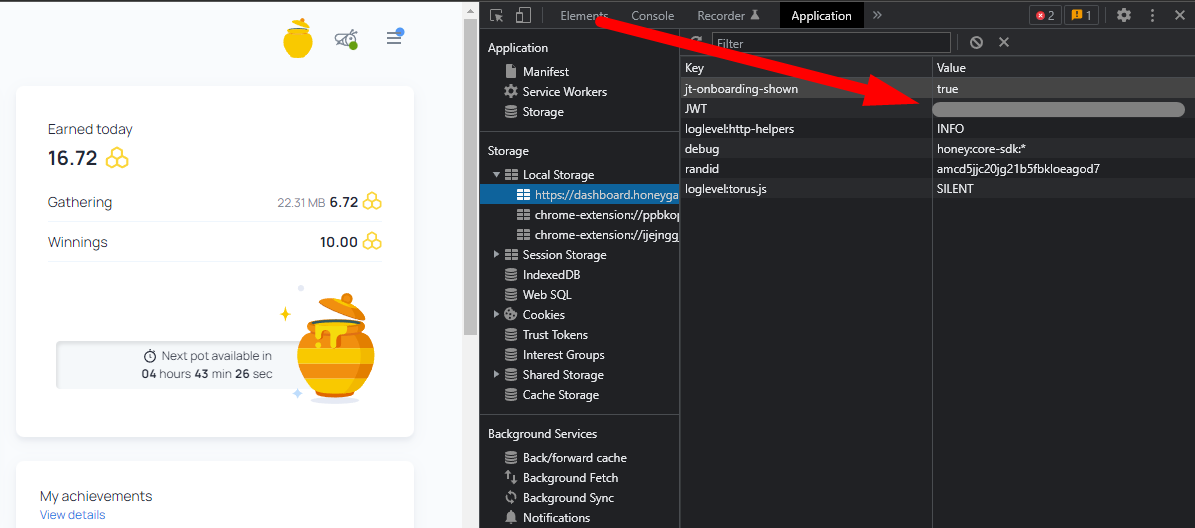 Elements
Console
Recorder
Application
2
1
Earned today
16.72
Gathering
22.31 MB 6.72
Winnings
10.00
Next pot available in
04 hours 43 min 26 sec
My achievements
View details
Application
Manifest
Service Workers
Storage
Storage
Local Storage
https://dashboard.honeyga
chrome-extension://ppbkop
chrome-extension://ijejngg
Session Storage
IndexedDB
Web SQL
Cookies
Trust Tokens
Interest Groups
Shared Storage
Cache Storage
Background Services
Back/forward cache
Background Fetch
Background Sync
Notifications
Filter
Key
Value
jt-onboarding-shown
true
JWT
loglevel:http-helpers
INFO
debug
honey:core-sdk:*
randid
amcd5jjc20jg21b5fbkloeagod7
loglevel:torus.js
SILENT